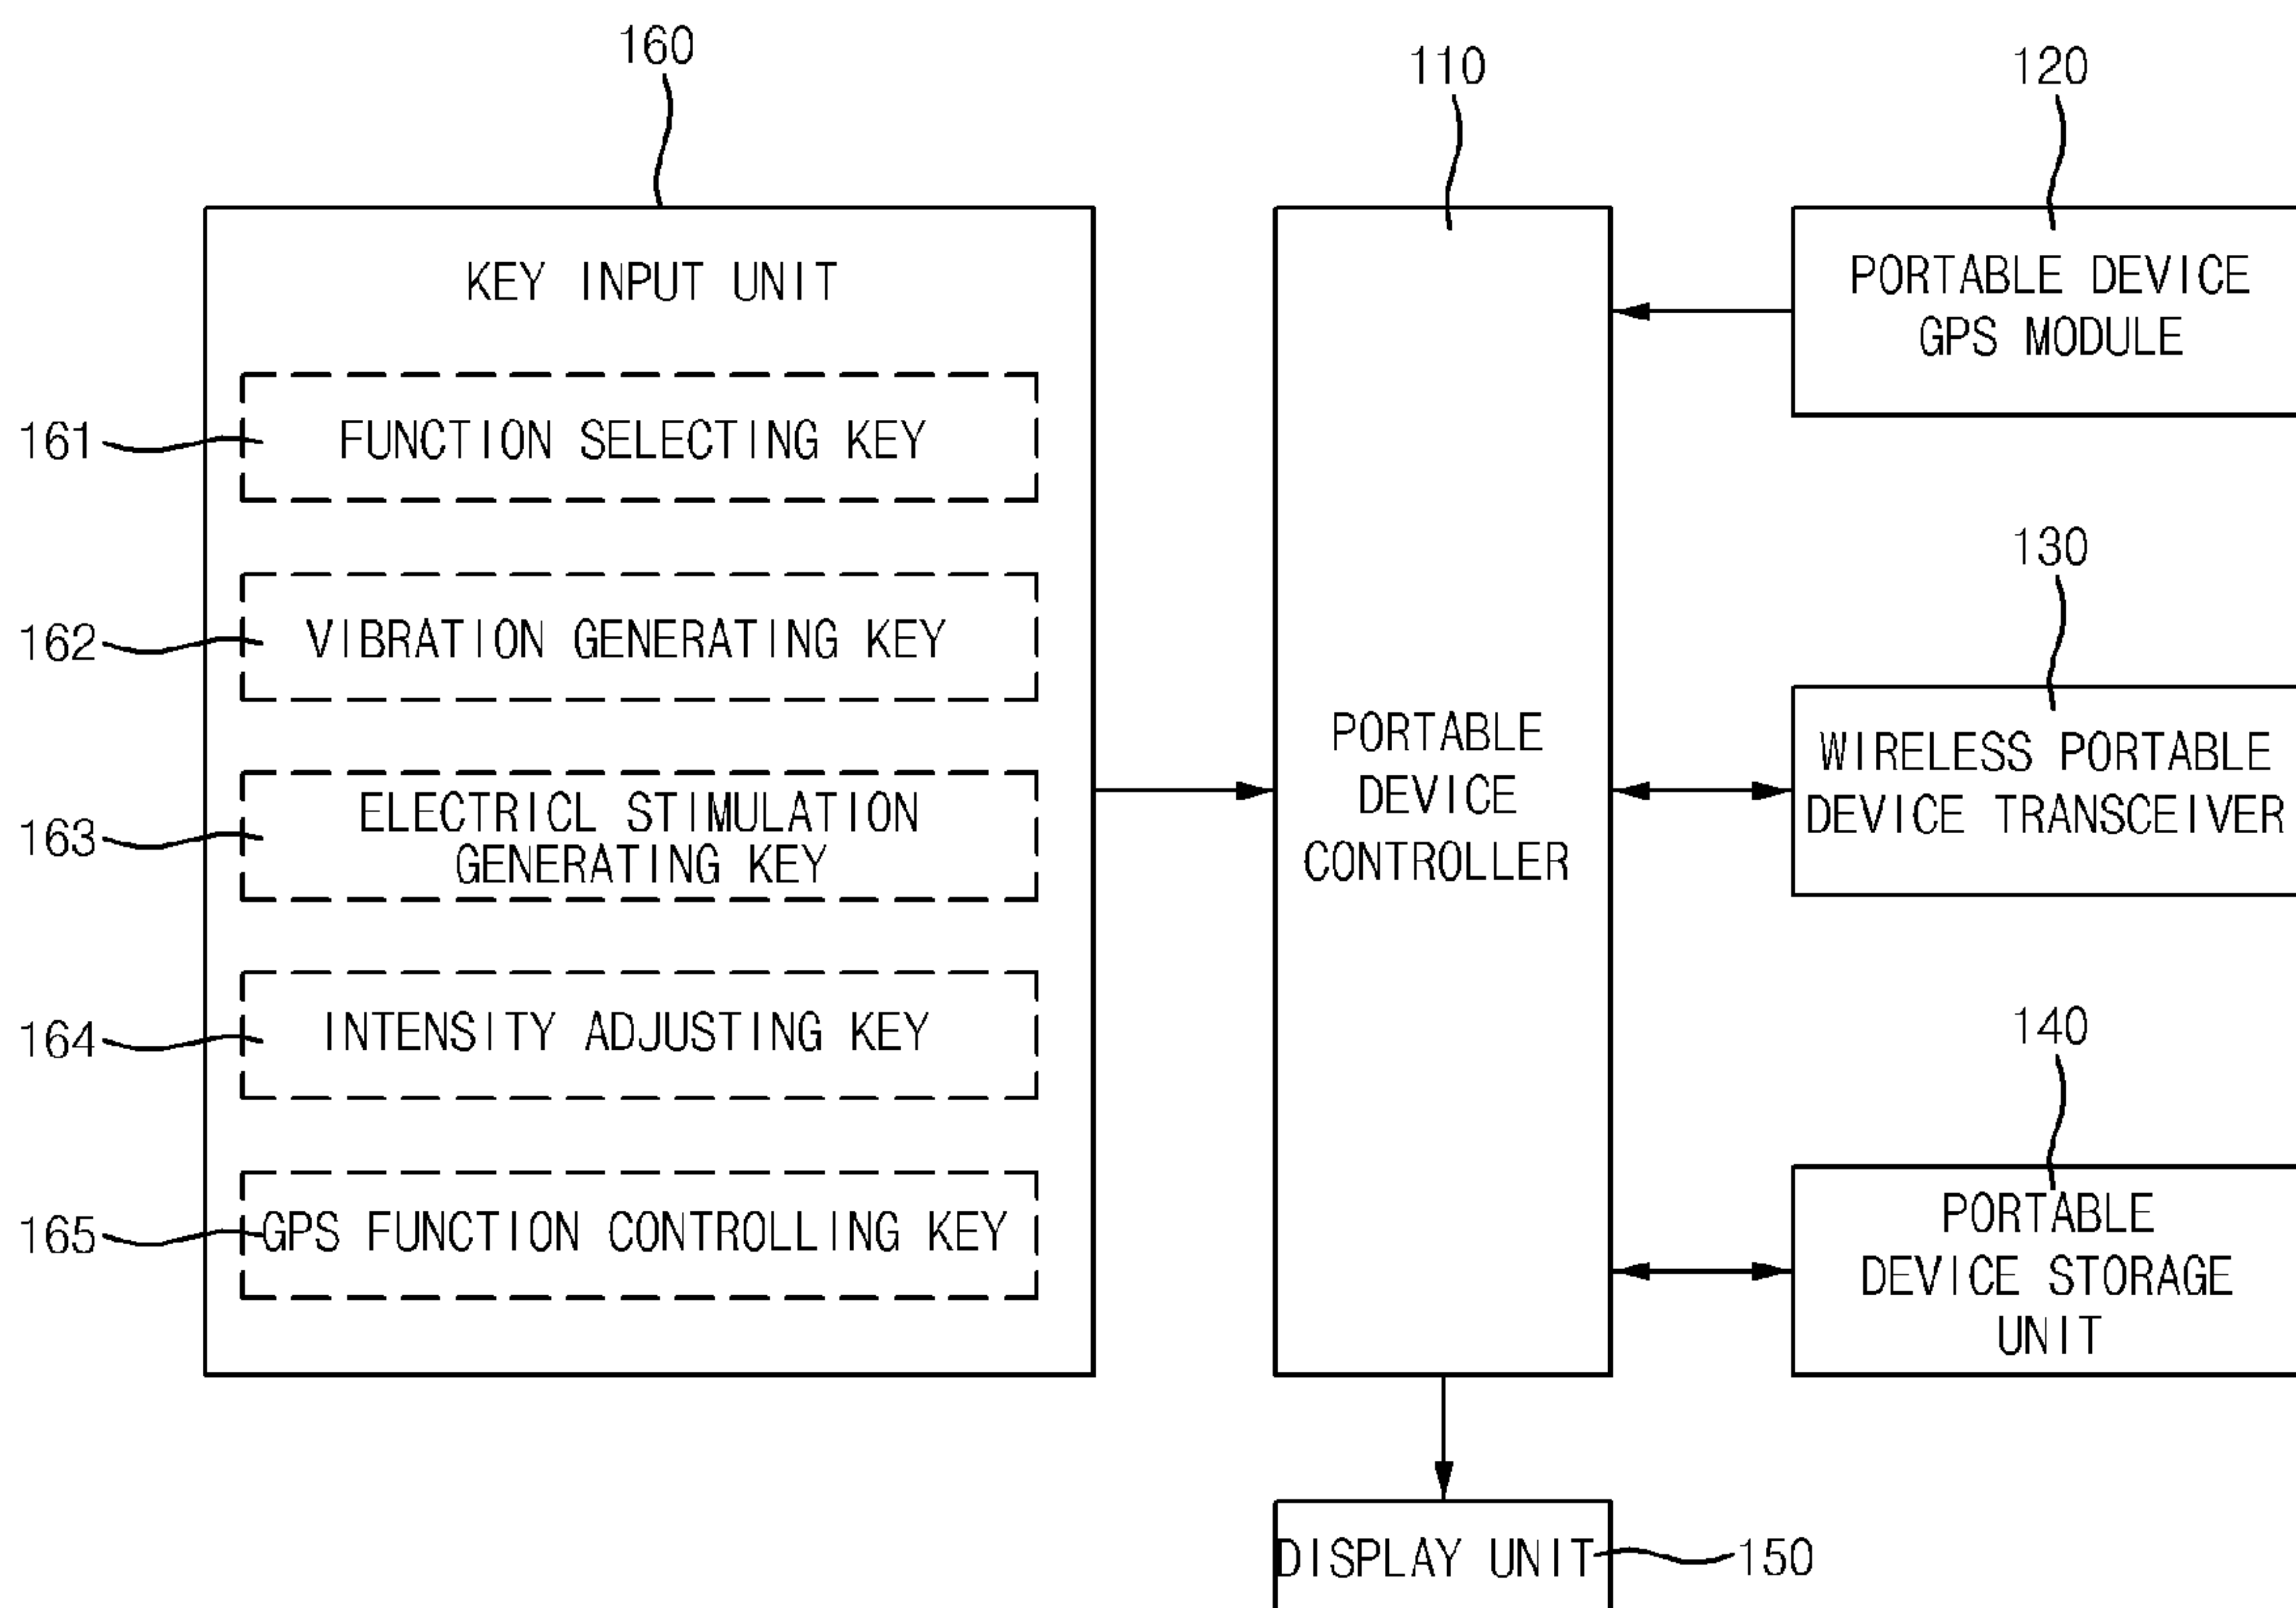 160
110
120
KEY INPUT UNIT
PORTABLE DEVICE
GPS MODULE
161
FUNCTION SELECTING KEY
130
162
VIBRATION GENERATING KEY
PORTABLE
DEVICE
CONTROLLER
WIRELESS PORTABLE
DEVICE TRANSCEIVER
163
ELECTRICL STIMULATION
GENERATING KEY
164
INTENSITY ADJUSTING KEY
140
165
GPS FUNCTION CONTROLLING KEY
PORTABLE
DEVICE STORAGE
UNIT
DISPLAY UNIT
150